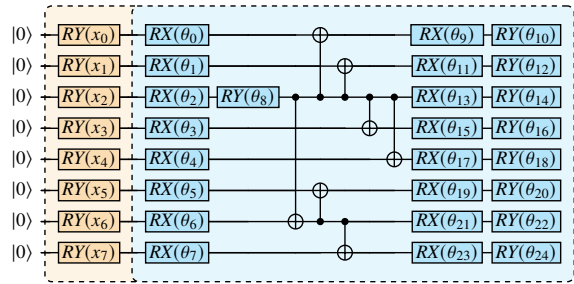 |0⟩ RY(x₀) RX(θ₀) RX(θ₉) RY(θ₁₀)
|0⟩ RY(x₁) RX(θ₁) RX(θ₁₁) RY(θ₁₂)
|0⟩ RY(x₂) RX(θ₂) RY(θ₈) RX(θ₁₃) RY(θ₁₄)
|0⟩ RY(x₃) RX(θ₃) RX(θ₁₅) RY(θ₁₆)
|0⟩ RY(x₄) RX(θ₄) RX(θ₁₇) RY(θ₁₈)
|0⟩ RY(x₅) RX(θ₅) RX(θ₁₉) RY(θ₂₀)
|0⟩ RY(x₆) RX(θ₆) RX(θ₂₁) RY(θ₂₂)
|0⟩ RY(x₇) RX(θ₇) RX(θ₂₃) RY(θ₂₄)